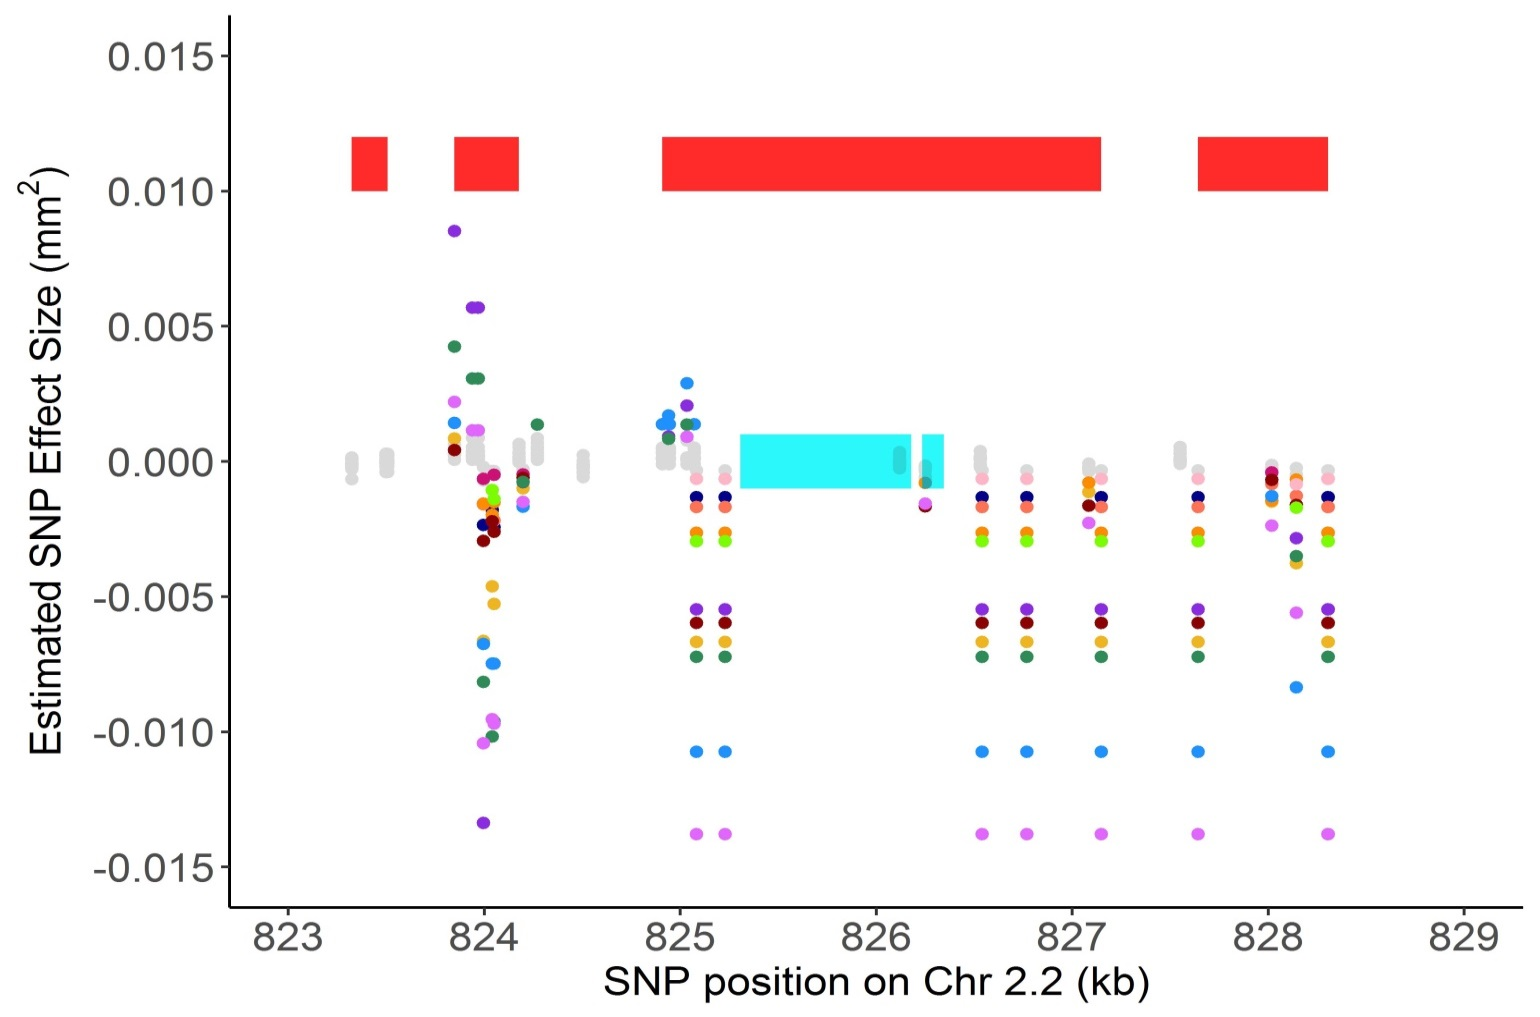 Estimated SNP Effect Size (mm²)
0.015
0.010
0.005
0.000
-0.005
-0.010
-0.015
823 824 825 826 827 828 829
SNP position on Chr 2.2 (kb)